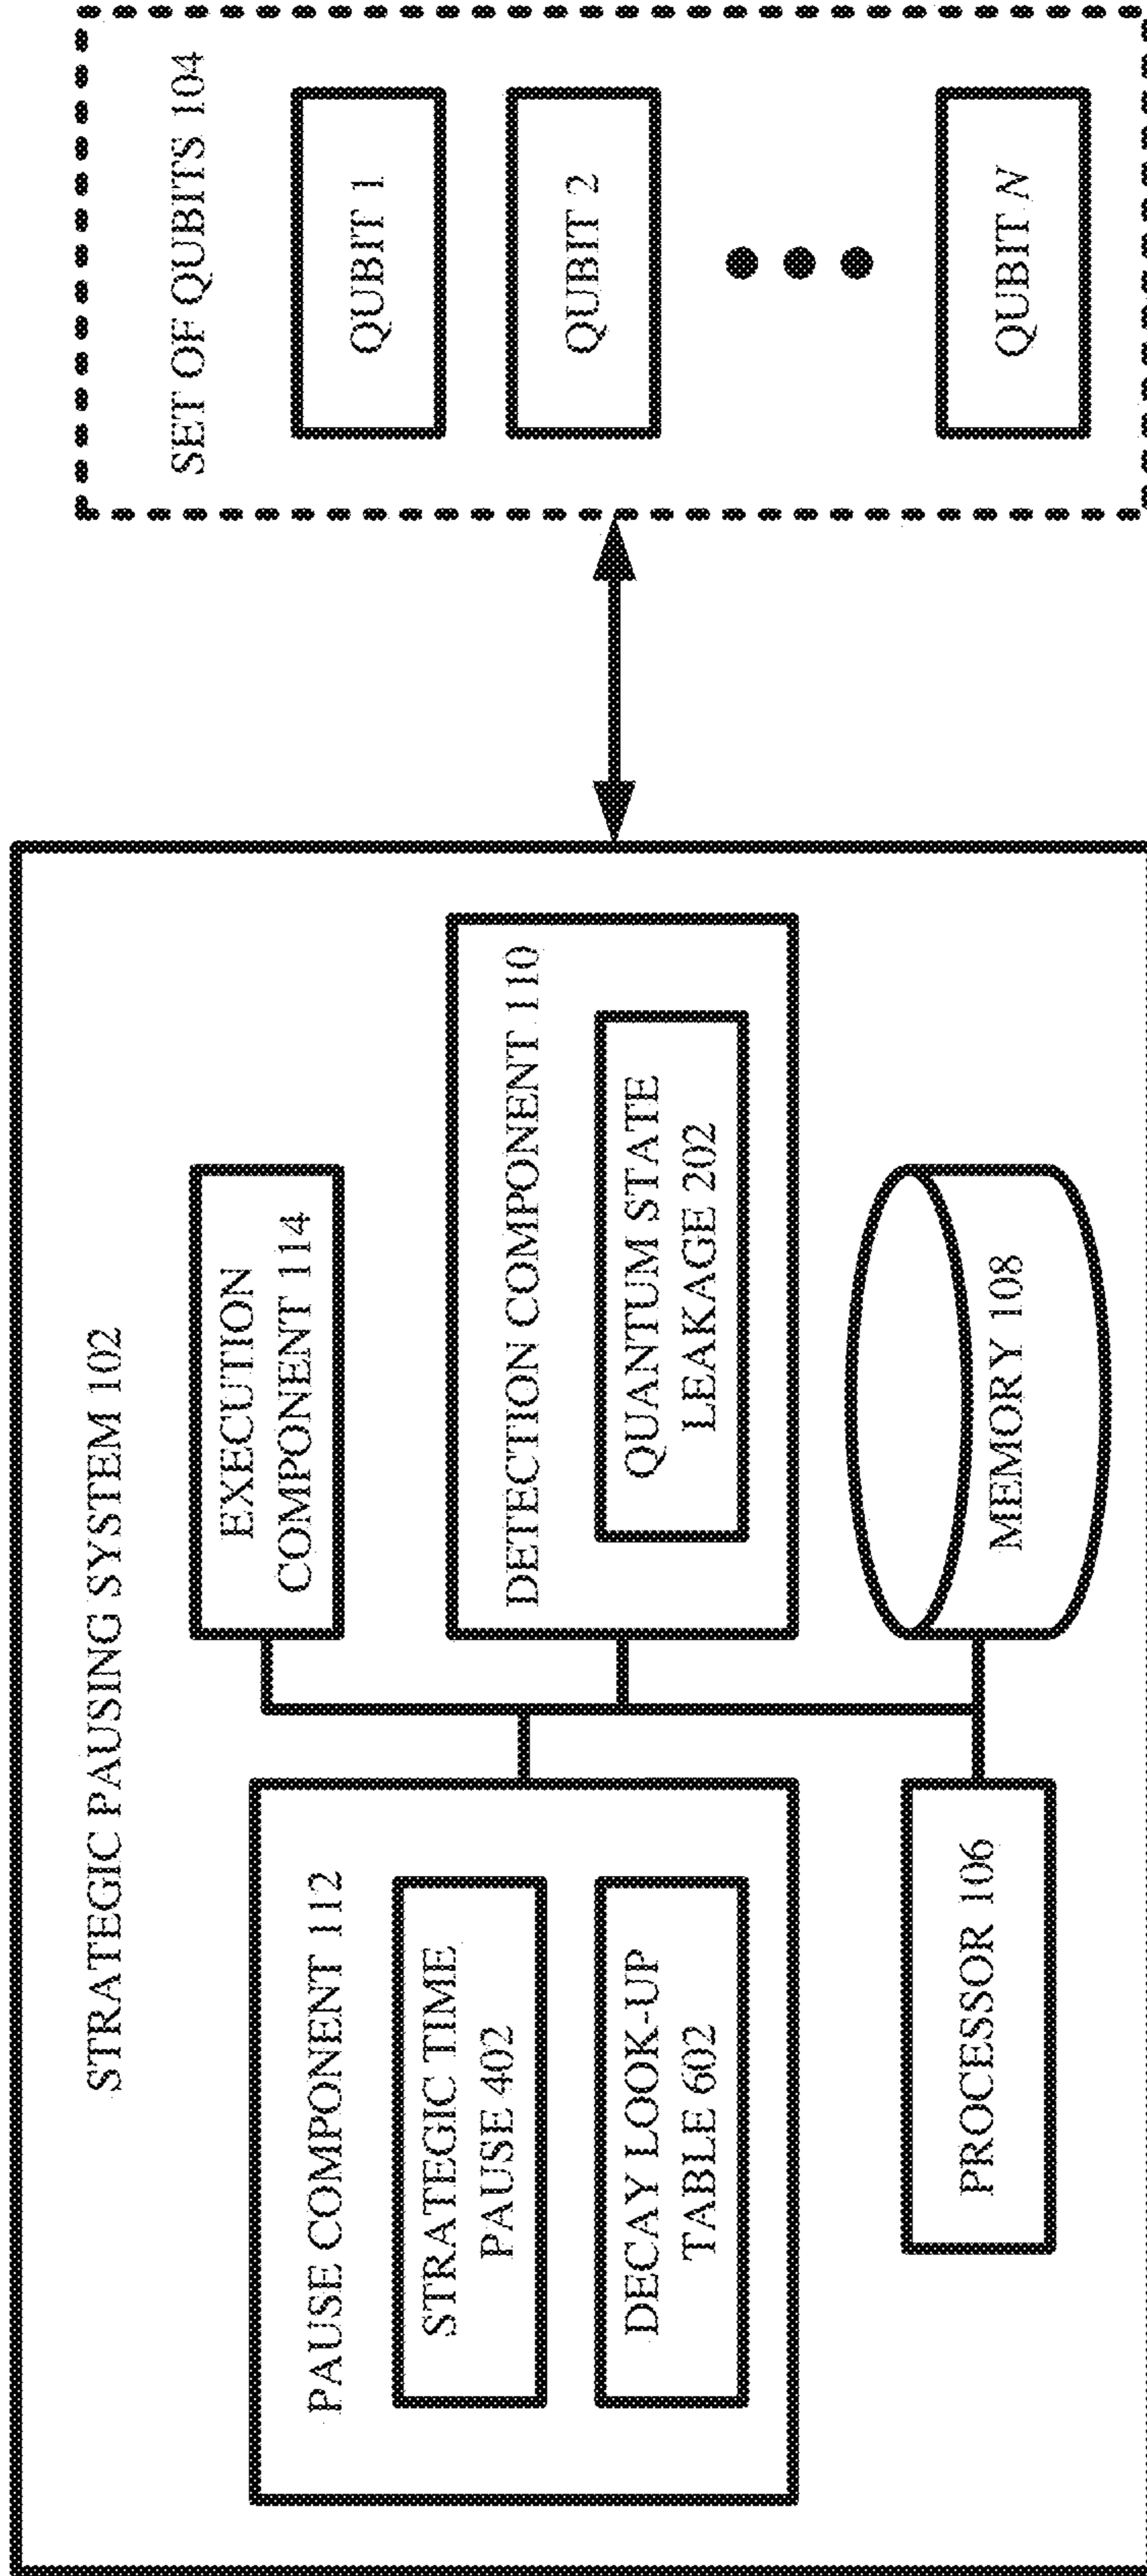 STRATEGIC PAUSING SYSTEM 102
PAUSE COMPONENT 112
STRATEGIC TIME
PAUSE 402
DECAY LOOK-UP
TABLE 602
PROCESSOR 106
EXECUTION
COMPONENT 114
DETECTION COMPONENT 110
QUANTUM STATE
LEAKAGE 202
MEMORY 108
SET OF QUBITS 104
QUBIT 1
QUBIT 2
QUBIT N